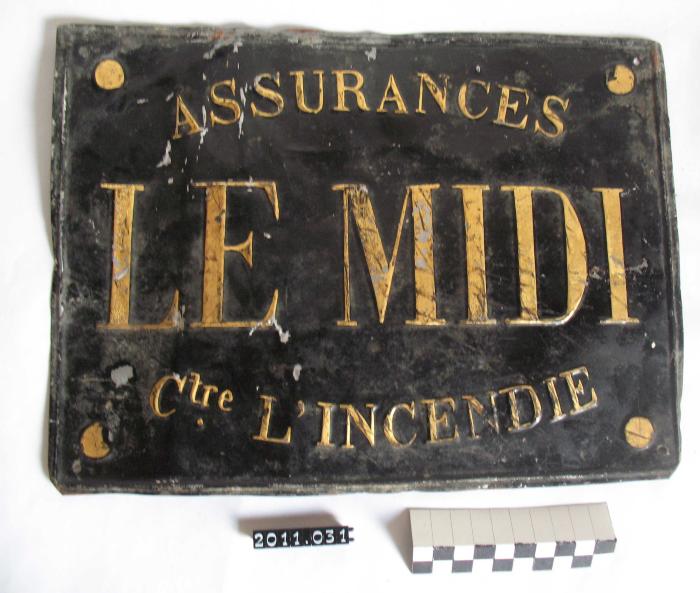 ASSURANCES
LE MIDI
Ctre L'INCENDIE
2011.031